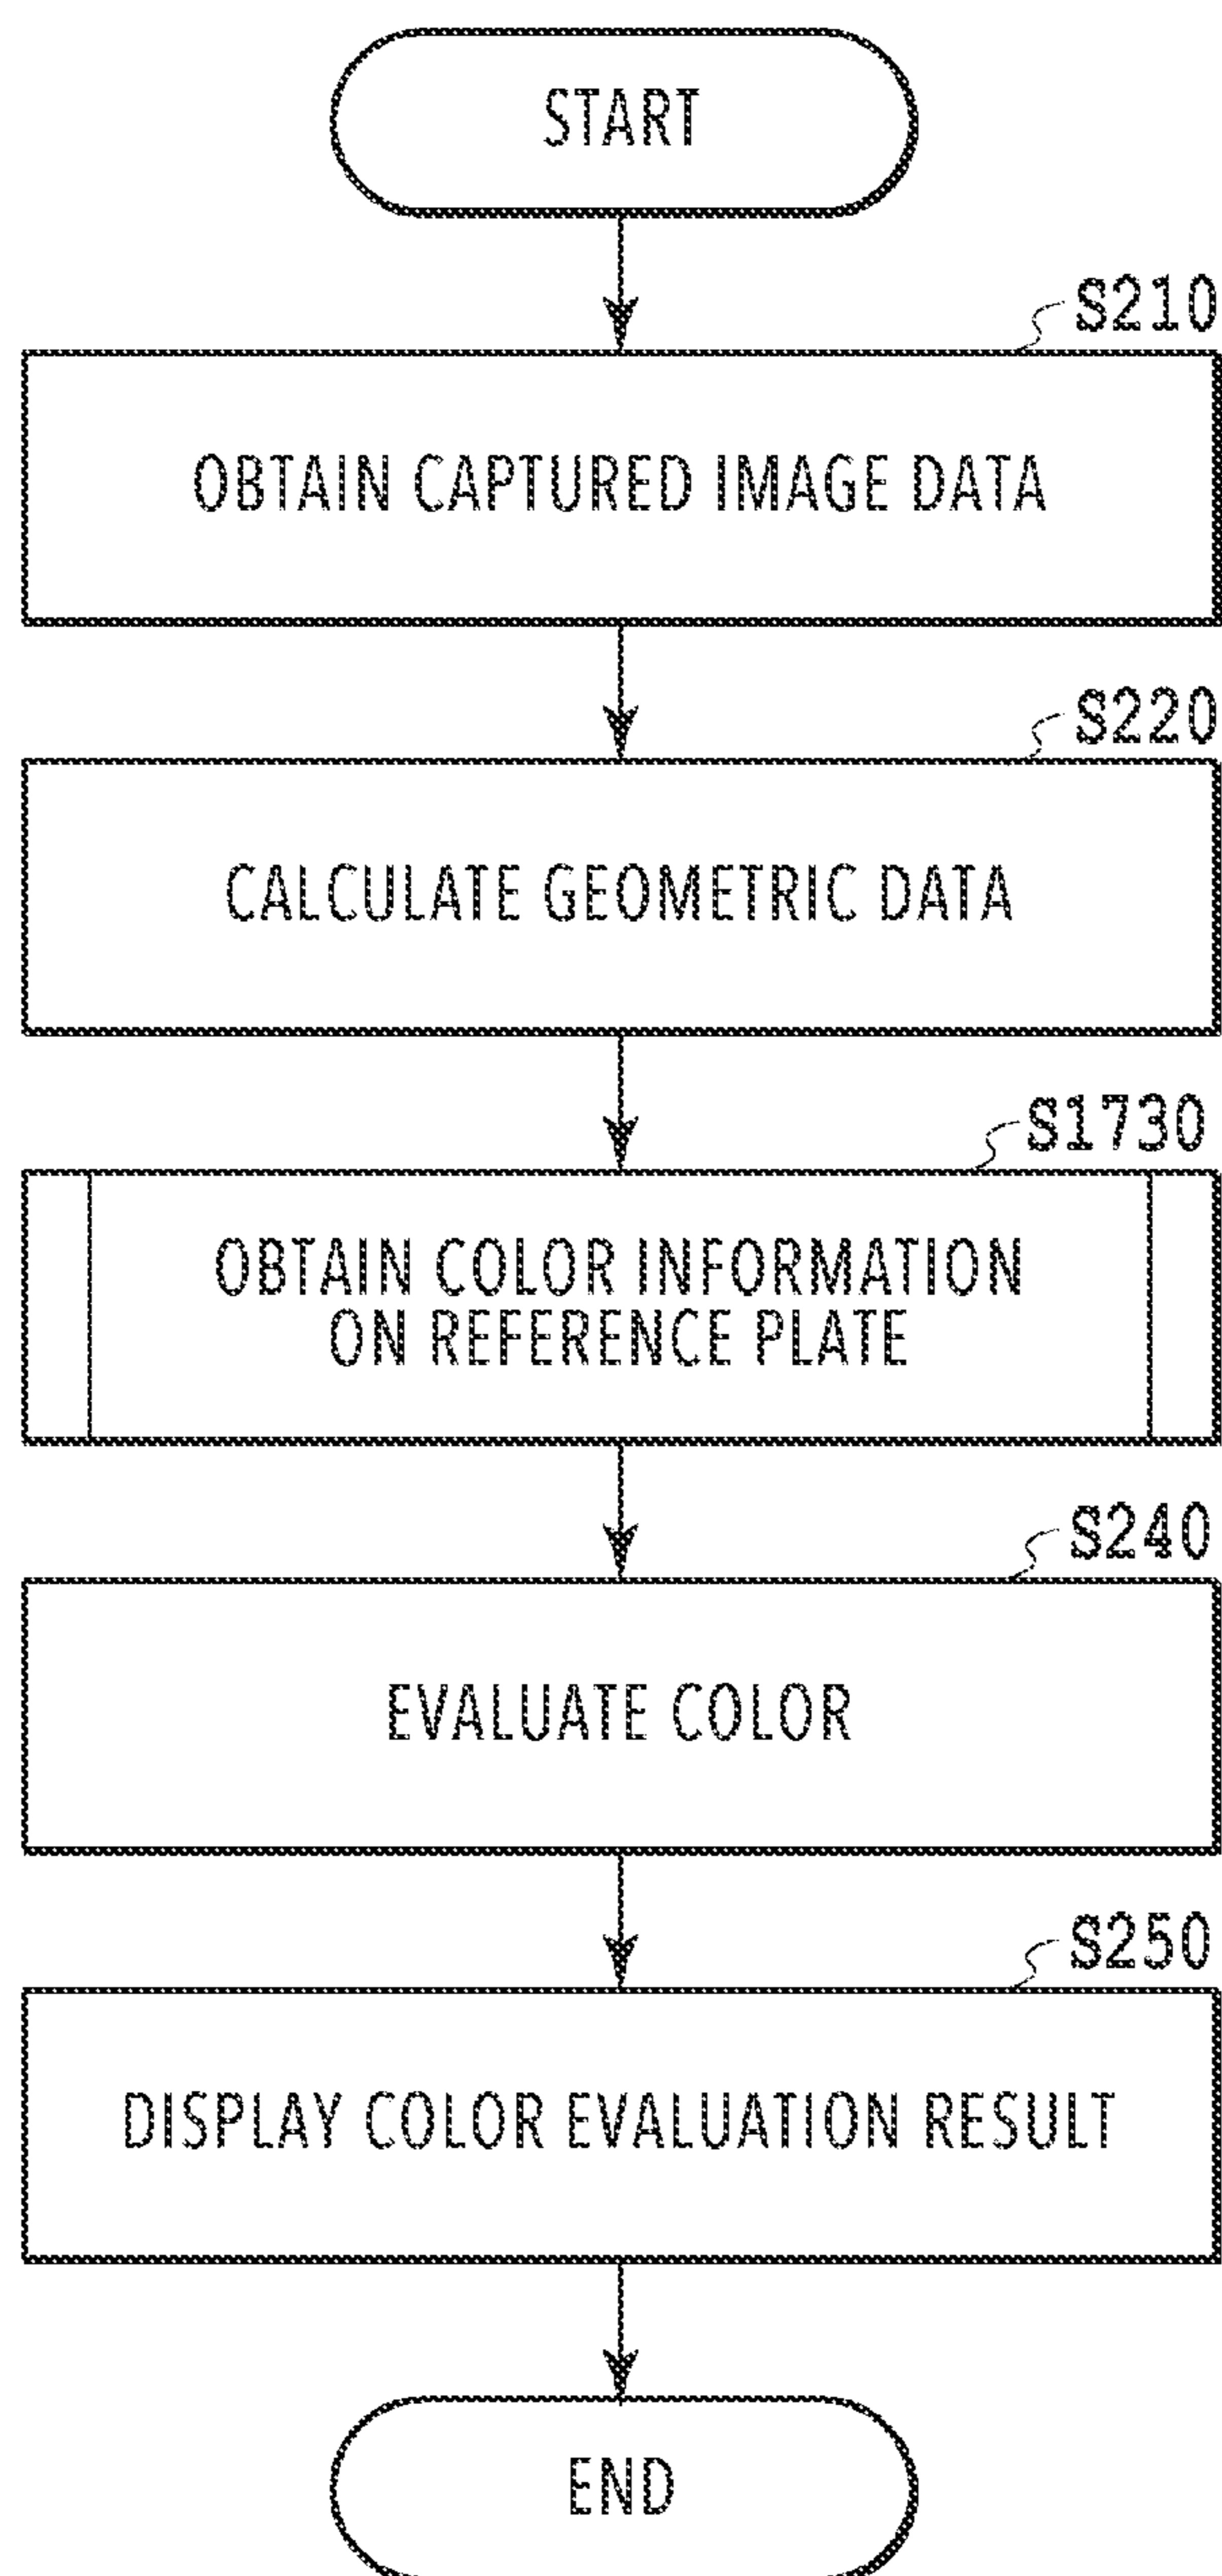 START
S210
OBTAIN CAPTURED IMAGE DATA
S220
CALCULATE GEOMETRIC DATA
S1730
OBTAIN COLOR INFORMATION
ON REFERENCE PLATE
S240
EVALUATE COLOR
S250
DISPLAY COLOR EVALUATION RESULT
END